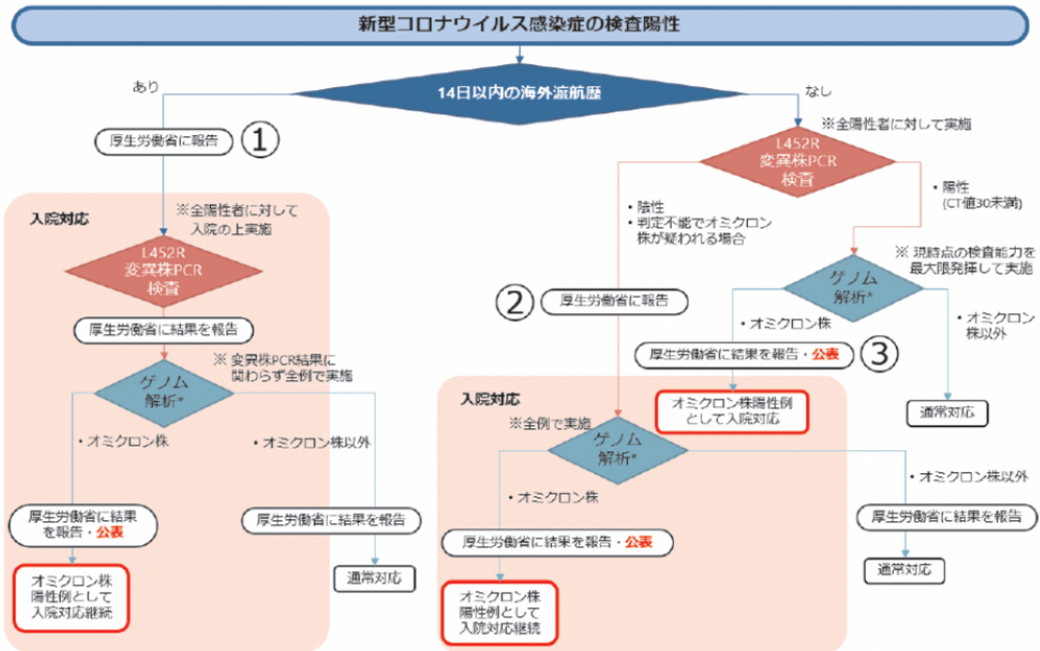 新型コロナウイルス感染症の検査陽性
14日以内の海外渡航歴
あり
なし
厚生労働省に報告
①
※全陽性者に対して実施
L452R
変異株PCR
検査
入院対応
※全陽性者に対して
入院の上実施
L452R
変異株PCR
検査
厚生労働省に結果を報告
※ 変異株PCR結果に
関わらず全例で実施
ゲノム
解析*
・オミクロン株
・オミクロン株以外
厚生労働省に結果
を報告・公表
厚生労働省に結果を報告
オミクロン株
陽性例として
入院対応継続
通常対応
・陰性
・判定不能でオミクロン
株が疑われる場合
・陽性
(CT値30未満)
②
厚生労働省に報告
※ 現時点の検査能力を
最大限発揮して実施
ゲノム
解析*
・オミクロン株
・オミクロン
株以外
厚生労働省に結果を報告・公表
③
オミクロン株陽性例
として入院対応
通常対応
入院対応
※全例で実施
ゲノム
解析*
・オミクロン株
・オミクロン株以外
厚生労働省に結果を報告・公表
厚生労働省に結果を報告
オミクロン株
陽性例として
入院対応継続
通常対応